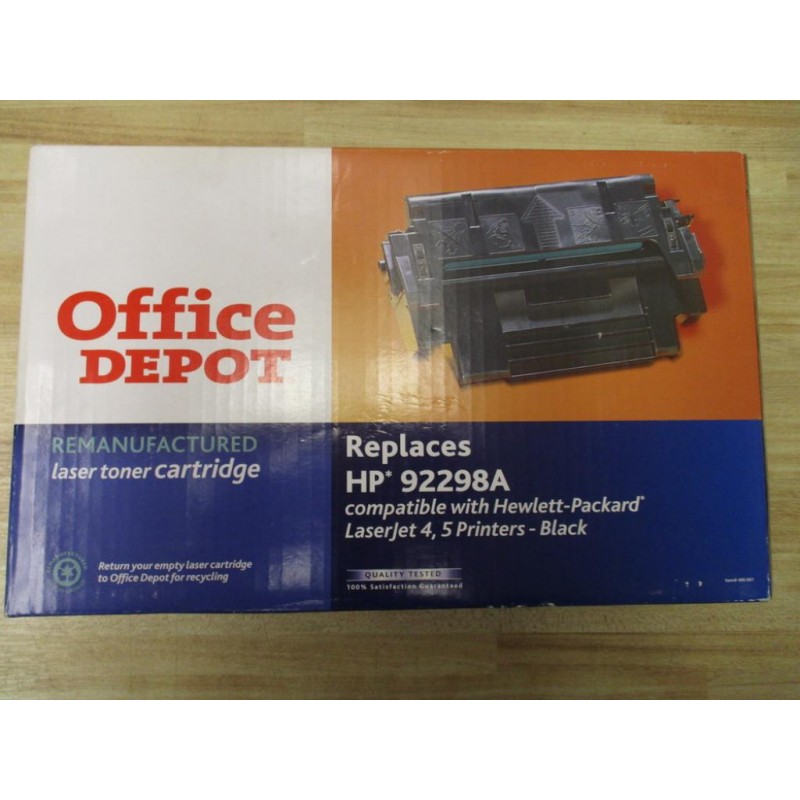 Office
DEPOT
REMANUFACTURED
laser toner cartridge
Return your empty laser cartridge
to Office Depot for recycling
Replaces
HP* 92298A
compatible with Hewlett-Packard*
LaserJet 4, 5 Printers - Black
QUALITY TESTED
100% Satisfaction Guaranteed